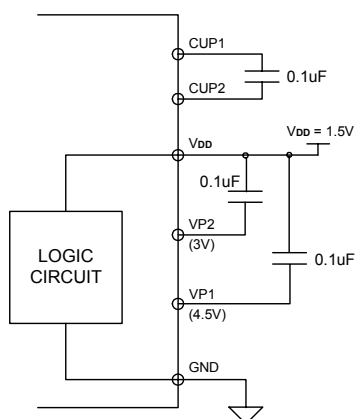 CUP1
0.1uF
CUP2
VDD
VDD = 1.5V
0.1uF
VP2
(3V)
LOGIC
CIRCUIT
0.1uF
VP1
(4.5V)
GND